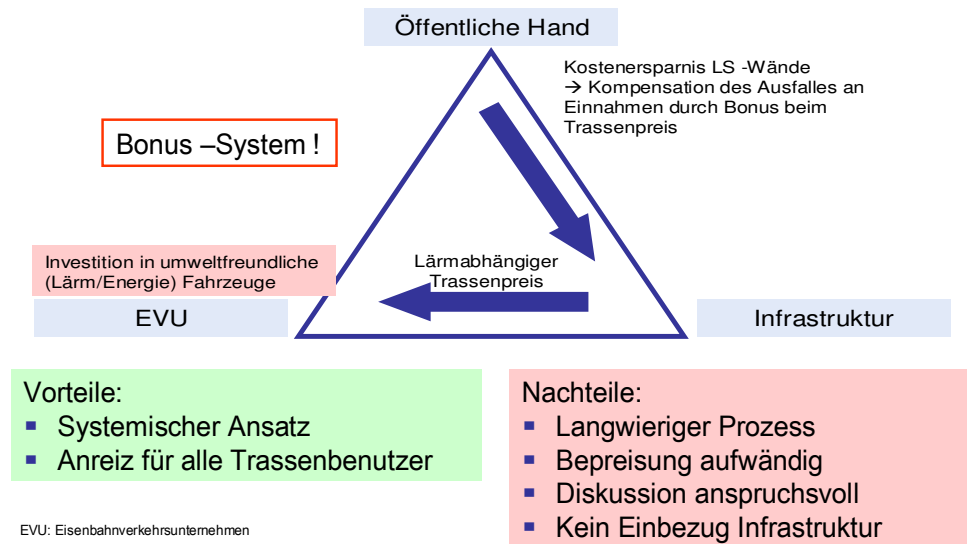 Öffentliche Hand
Kostenersparnis LS -Wände
→ Kompensation des Ausfalles an
Einnahmen durch Bonus beim
Trassenpreis
Bonus –System !
Investition in umweltfreundliche
(Lärm/Energie) Fahrzeuge
Lärmabhängiger
Trassenpreis
EVU
Infrastruktur
Vorteile:
▪ Systemischer Ansatz
▪ Anreiz für alle Trassenbenutzer
Nachteile:
▪ Langwieriger Prozess
▪ Bepreisung aufwändig
▪ Diskussion anspruchsvoll
▪ Kein Einbezug Infrastruktur
EVU: Eisenbahnverkehrsunternehmen